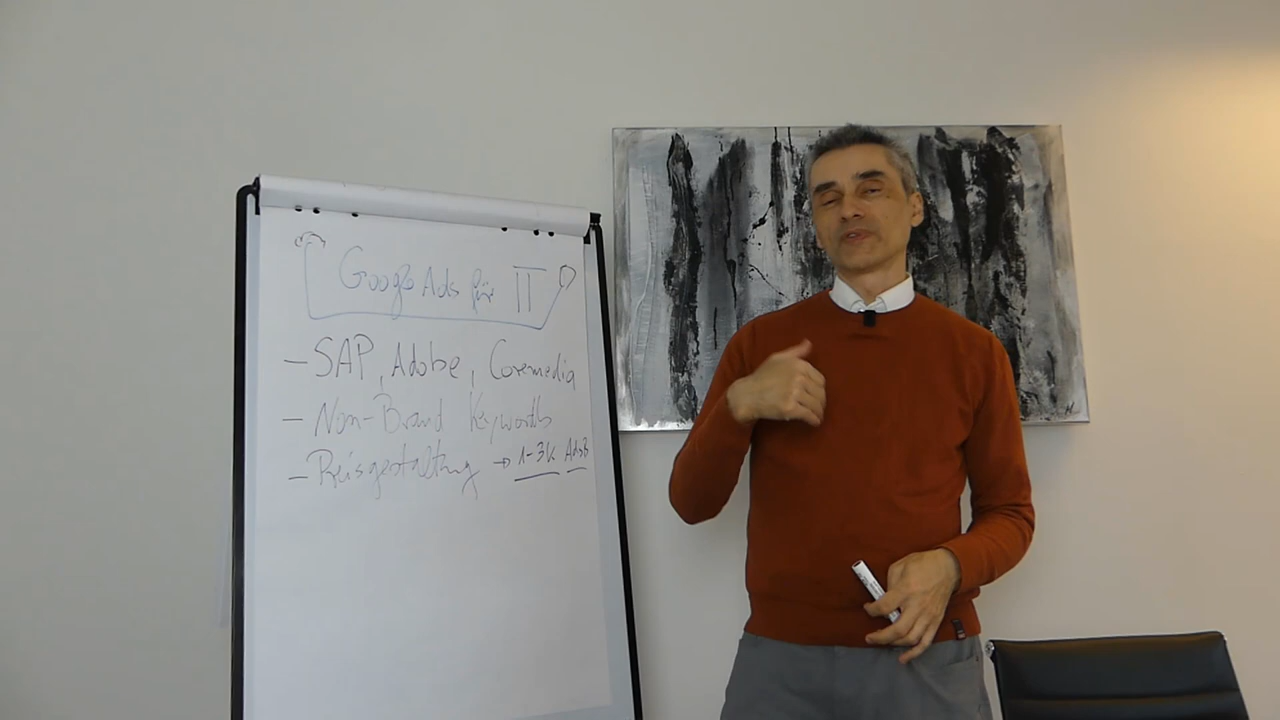 Google Ads für IT
- SAP, Adobe, Coremedia
- Non-Brand Keywords
- Preisgestaltung → 1-3k AdsB